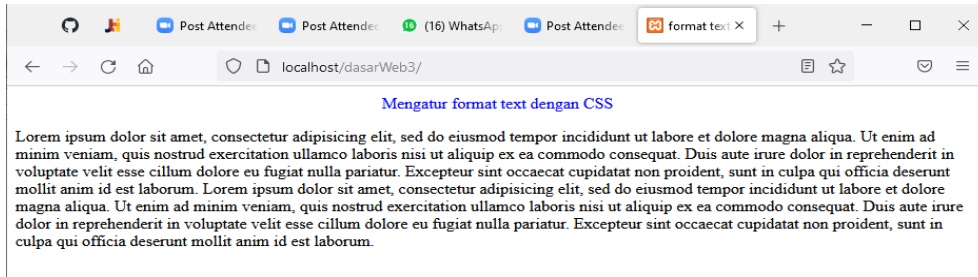 Post Attendee
Post Attendee
(16) WhatsApp
Post Attendee
format text
localhost/dasarWeb3/
Mengatur format text dengan CSS
Lorem ipsum dolor sit amet, consectetur adipisicing elit, sed do eiusmod tempor incididunt ut labore et dolore magna aliqua. Ut enim ad
minim veniam, quis nostrud exercitation ullamco laboris nisi ut aliquip ex ea commodo consequat. Duis aute irure dolor in reprehenderit in
voluptate velit esse cillum dolore eu fugiat nulla pariatur. Excepteur sint occaecat cupidatat non proident, sunt in culpa qui officia deserunt
mollit anim id est laborum. Lorem ipsum dolor sit amet, consectetur adipisicing elit, sed do eiusmod tempor incididunt ut labore et dolore
magna aliqua. Ut enim ad minim veniam, quis nostrud exercitation ullamco laboris nisi ut aliquip ex ea commodo consequat. Duis aute irure
dolor in reprehenderit in voluptate velit esse cillum dolore eu fugiat nulla pariatur. Excepteur sint occaecat cupidatat non proident, sunt in
culpa qui officia deserunt mollit anim id est laborum.